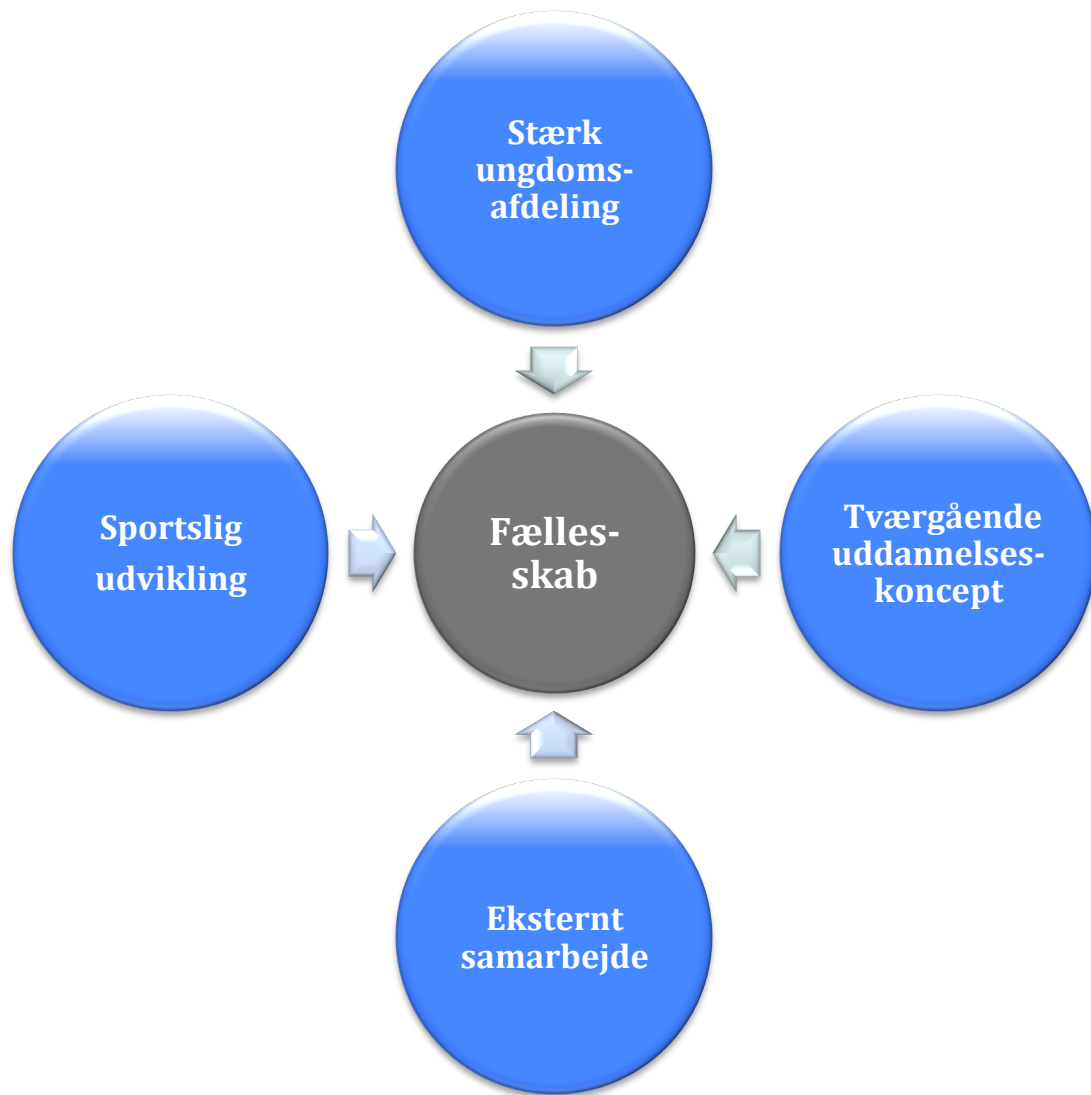 Stærk
ungdoms-
afdeling
Sportslig
udvikling
Fælles-
skab
Tværgående
uddannelses-
koncept
Eksternt
samarbejde